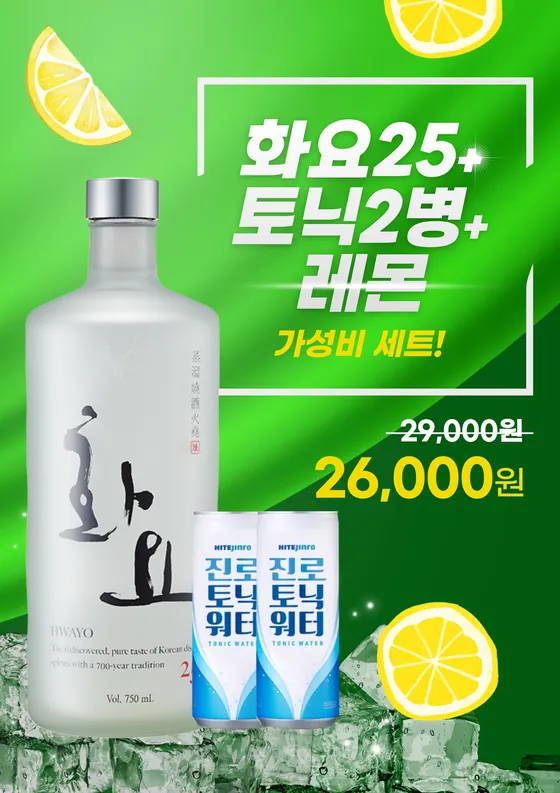 화요25+
토닉2병+
레몬
가성비 세트!
29,000원
26,000원
蒸溜燒酒火堯
화요
HWAYO
The rediscovered, pure taste of Korean
spirits with a 700-year tradition
Vol. 750 mL
HITEJINRO
진로
토닉
워터
TONIC WATER
HITEJINRO
진로
토닉
워터
TONIC WATER